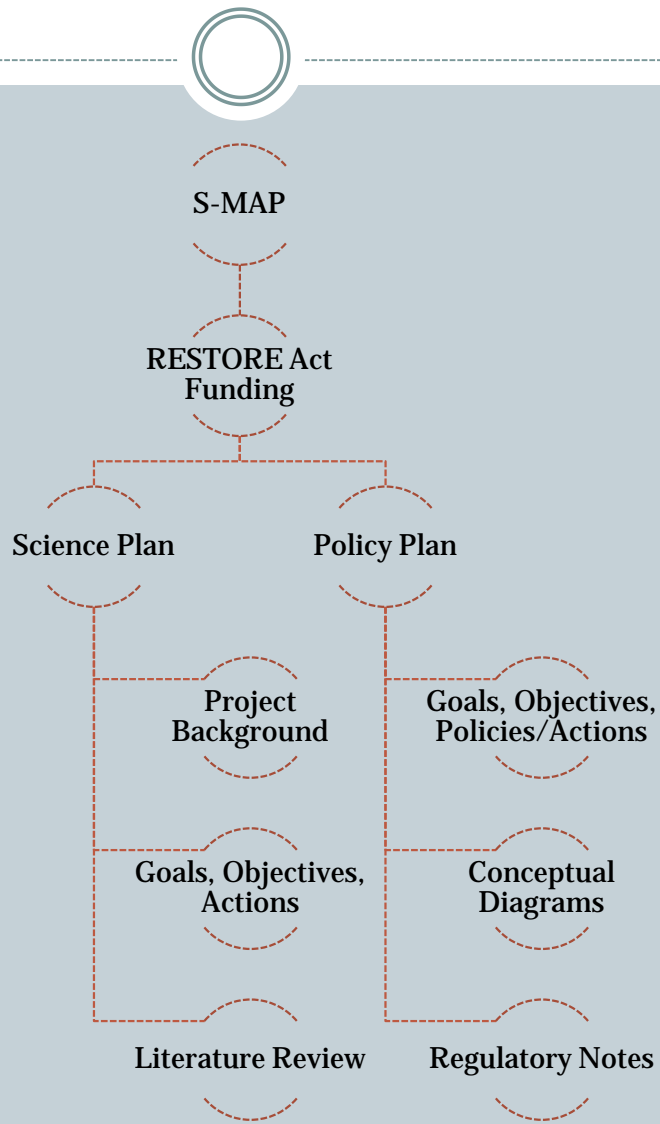 S-MAP
RESTORE Act
Funding
Science Plan
Policy Plan
Project
Background
Goals, Objectives,
Policies/Actions
Goals, Objectives,
Actions
Conceptual
Diagrams
Literature Review
Regulatory Notes